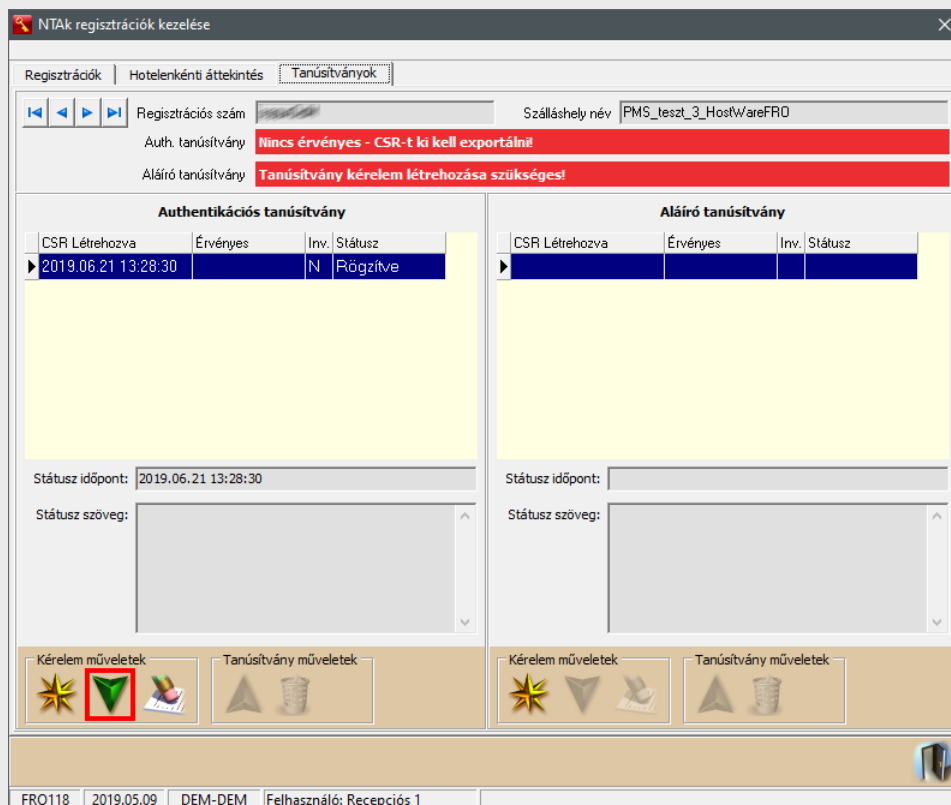 NTAk regisztrációk kezelése
Regisztrációk Hotelenkénti áttekintés Tanúsítványok
Regisztrációs szám Szálláshely név PMS_teszt_3_HostWareFRO
Auth. tanúsítvány Nincs érvényes - CSR-t ki kell exportálni!
Aláíró tanúsítvány Tanúsítvány kérelem létrehozása szükséges!
Authentikációs tanúsítvány Aláíró tanúsítvány
CSR Létrehozva Érvényes Inv. Státusz CSR Létrehozva Érvényes Inv. Státusz
2019.06.21 13:28:30 N Rögzítve
Státusz időpont: 2019.06.21 13:28:30 Státusz időpont:
Státusz szöveg: Státusz szöveg:
Kérelem műveletek Tanúsítvány műveletek Kérelem műveletek Tanúsítvány műveletek
FRO118 2019.05.09 DEM-DEM Felhasználó: Recepciós 1